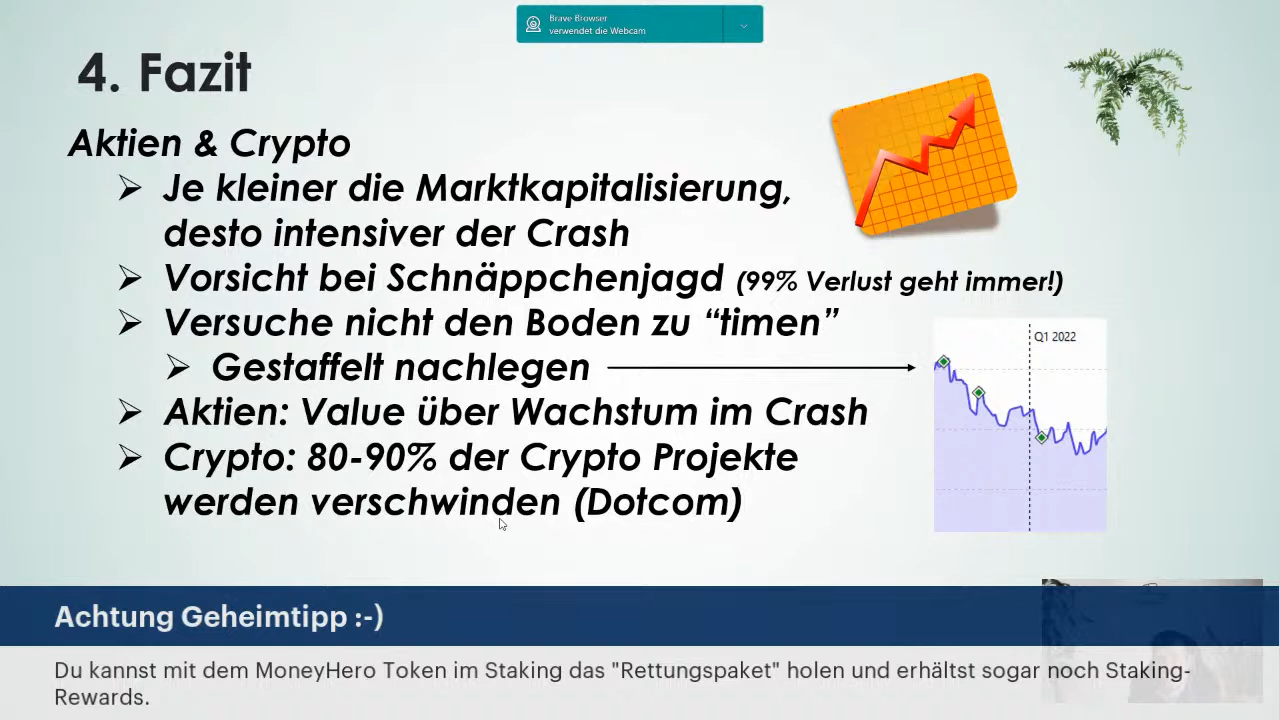 Brave Browser
verwendet die Webcam
4. Fazit
Aktien & Crypto
Je kleiner die Marktkapitalisierung,
desto intensiver der Crash
Vorsicht bei Schnäppchenjagd (99% Verlust geht immer!)
Versuche nicht den Boden zu “timen”
Gestaffelt nachlegen
Q1 2022
Aktien: Value über Wachstum im Crash
Crypto: 80-90% der Crypto Projekte
werden verschwinden (Dotcom)
Achtung Geheimtipp :-)
Du kannst mit dem MoneyHero Token im Staking das "Rettungspaket" holen und erhältst sogar noch Staking-
Rewards.